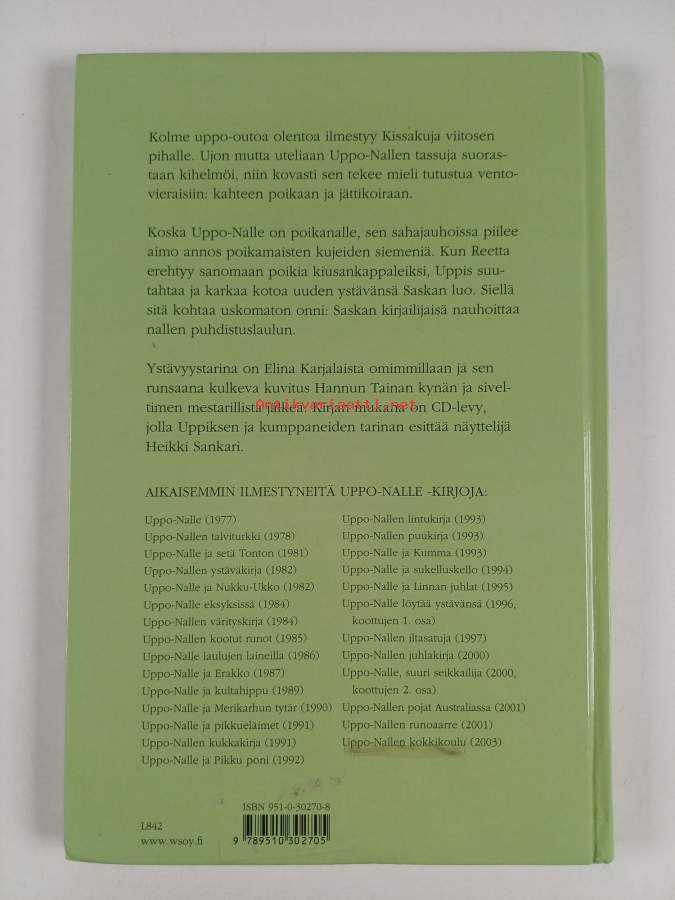 Kolme uppo-outoa olentoa ilmestyy Kissakuja viitosen
pihalle. Ujon mutta uteliaan Uppo-Nallen tassuja suoras-
taan kihelmöi, niin kovasti sen tekee mieli tutustua vento-
vieraisiin: kahteen poikaan ja jättikoiraan.
Koska Uppo-Nalle on poikanalle, sen sahajauhoissa piilee
aimo annos poikamaisten kujeiden siemeniä. Kun Reetta
erehtyy sanomaan poikia kiusankappaleiksi, Uppis suu-
tahtaa ja karkaa kotoa uuden ystävänsä Saskan luo. Siellä
sitä kohtaa uskomaton onni: Saskan kirjailijaisä nauhoittaa
nallen puhdistuslaulun.
Ystävyystarina on Elina Karjalaista omimmillaan ja sen
runsaana kulkeva kuvitus Hannun Tainan kynän ja sivel-
timen mestarillista jälkeä. Kirjan mukana on CD-levy,
jolla Uppiksen ja kumppaneiden tarinan esittää näyttelijä
Heikki Sankari.
Antikvariaatti.net
AIKAISEMMIN ILMESTYNEITÄ UPPO-NALLE -KIRJOJA:
Uppo-Nalle (1977)
Uppo-Nallen talviturkki (1978)
Uppo-Nalle ja setä Tonton (1981)
Uppo-Nallen ystäväkirja (1982)
Uppo-Nalle ja Nukku-Ukko (1982)
Uppo-Nalle eksyksissä (1984)
Uppo-Nallen värityskirja (1984)
Uppo-Nallen kootut runot (1985)
Uppo-Nalle laulujen laineilla (1986)
Uppo-Nalle ja Erakko (1987)
Uppo-Nalle ja kultahippu (1989)
Uppo-Nalle ja Merikarhun tytär (1990)
Uppo-Nalle ja pikkueläimet (1991)
Uppo-Nallen kukkakirja (1991)
Uppo-Nalle ja Pikku poni (1992)
Uppo-Nallen lintukirja (1993)
Uppo-Nallen puukirja (1993)
Uppo-Nalle ja Kumma (1993)
Uppo-Nalle ja sukelluskello (1994)
Uppo-Nalle ja Linnan juhlat (1995)
Uppo-Nalle löytää ystävänsä (1996,
koottujen 1. osa)
Uppo-Nallen iltasatuja (1997)
Uppo-Nallen juhlakirja (2000)
Uppo-Nalle, suuri seikkailija (2000,
koottujen 2. osa)
Uppo-Nallen pojat Australiassa (2001)
Uppo-Nallen runoaarre (2001)
Uppo-Nallen kokkikoulu (2003)
ISBN 951-0-30270-8
L842
www.wsoy.fi
9 789510 302705